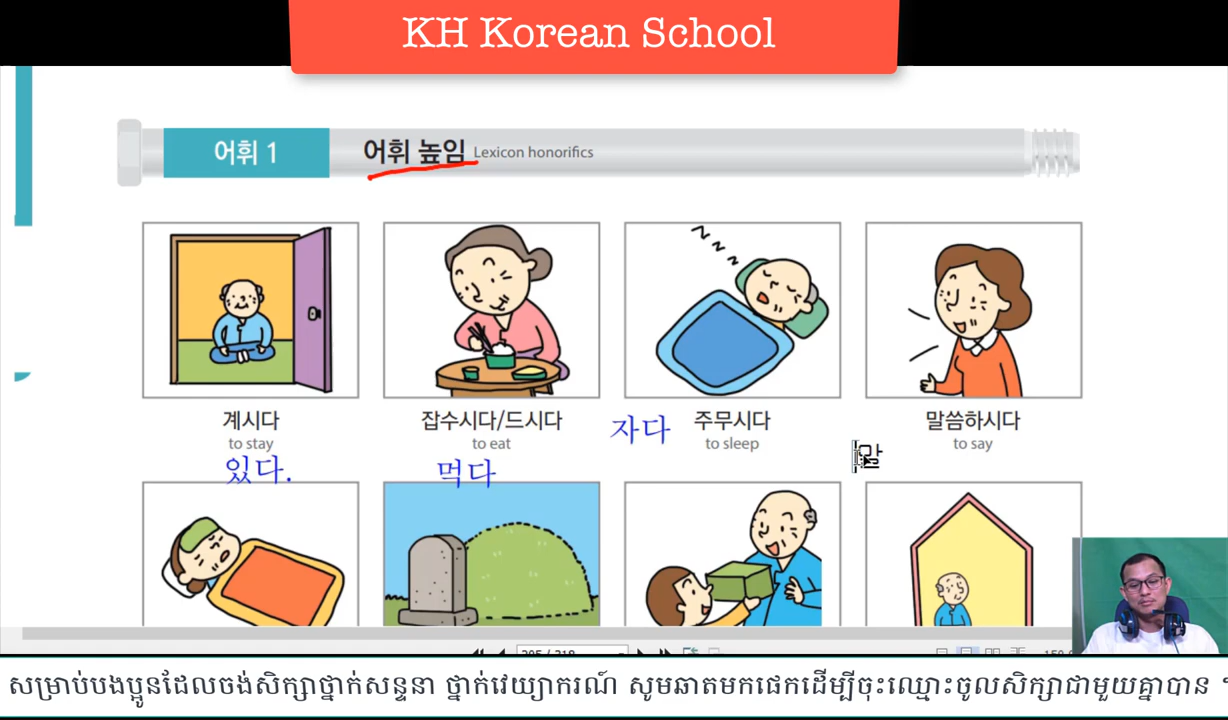 KH Korean School
어휘 1
어휘 높임 Lexicon honorifics
z z z
계시다
to stay
있다.
잡수시다/드시다
to eat
먹다
자다
주무시다
to sleep
말씀하시다
to say
말
សម្រាប់បងប្អូនដែលចង់សិក្សាថ្នាក់សន្ទនា ថ្នាក់វេយ្យាករណ៍ សូមឆាតមកផេកដើម្បីចុះឈ្មោះចូលសិក្សាជាមួយគ្នាបាន